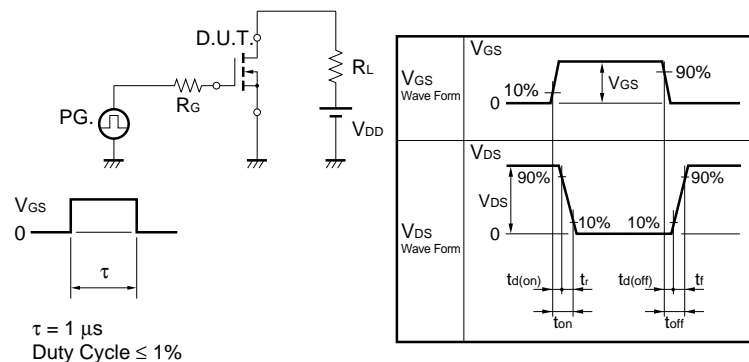 D.U.T.
RL
RG
PG.
VDD
VGS
0
τ
τ = 1 μs
Duty Cycle ≤ 1%
VGS
Wave Form
VGS
10%
VGS
90%
0
VDS
Wave Form
VDS
90%
90%
VDS
10%
10%
0
td(on)
tr
td(off)
tf
ton
toff